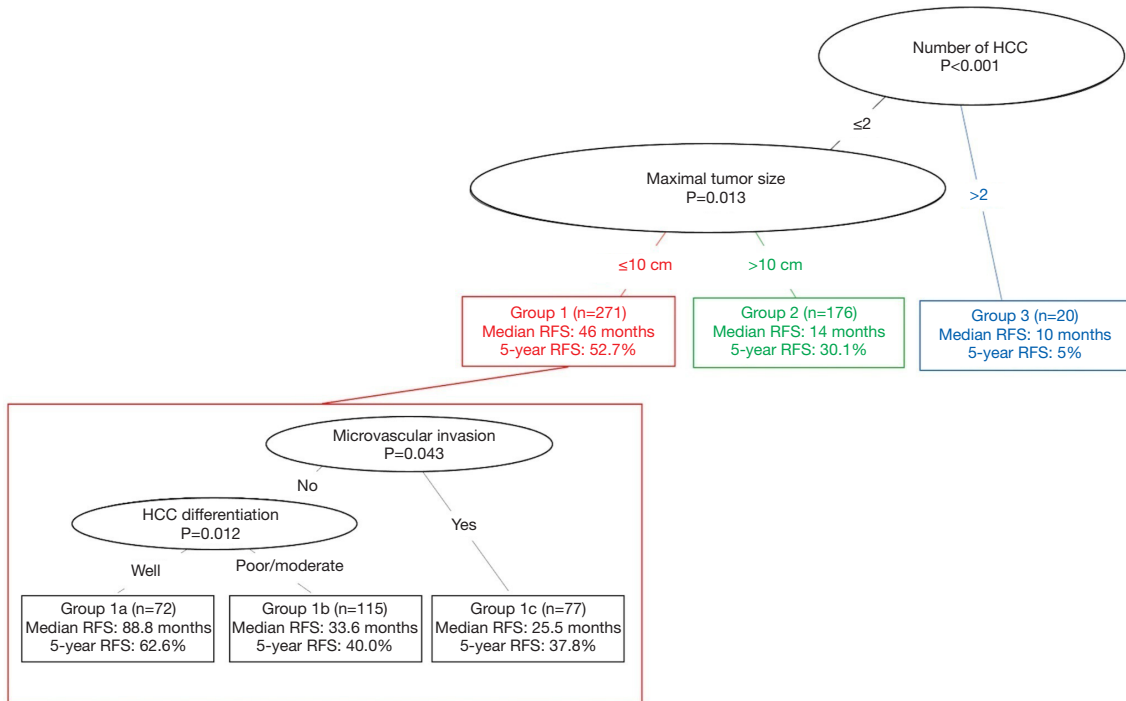 Number of HCC
P<0.001
≤2
>2
Maximal tumor size
P=0.013
≤10 cm
>10 cm
Group 1 (n=271)
Median RFS: 46 months
5-year RFS: 52.7%
Group 2 (n=176)
Median RFS: 14 months
5-year RFS: 30.1%
Group 3 (n=20)
Median RFS: 10 months
5-year RFS: 5%
Microvascular invasion
P=0.043
No
Yes
HCC differentiation
P=0.012
Well
Poor/moderate
Group 1a (n=72)
Median RFS: 88.8 months
5-year RFS: 62.6%
Group 1b (n=115)
Median RFS: 33.6 months
5-year RFS: 40.0%
Group 1c (n=77)
Median RFS: 25.5 months
5-year RFS: 37.8%